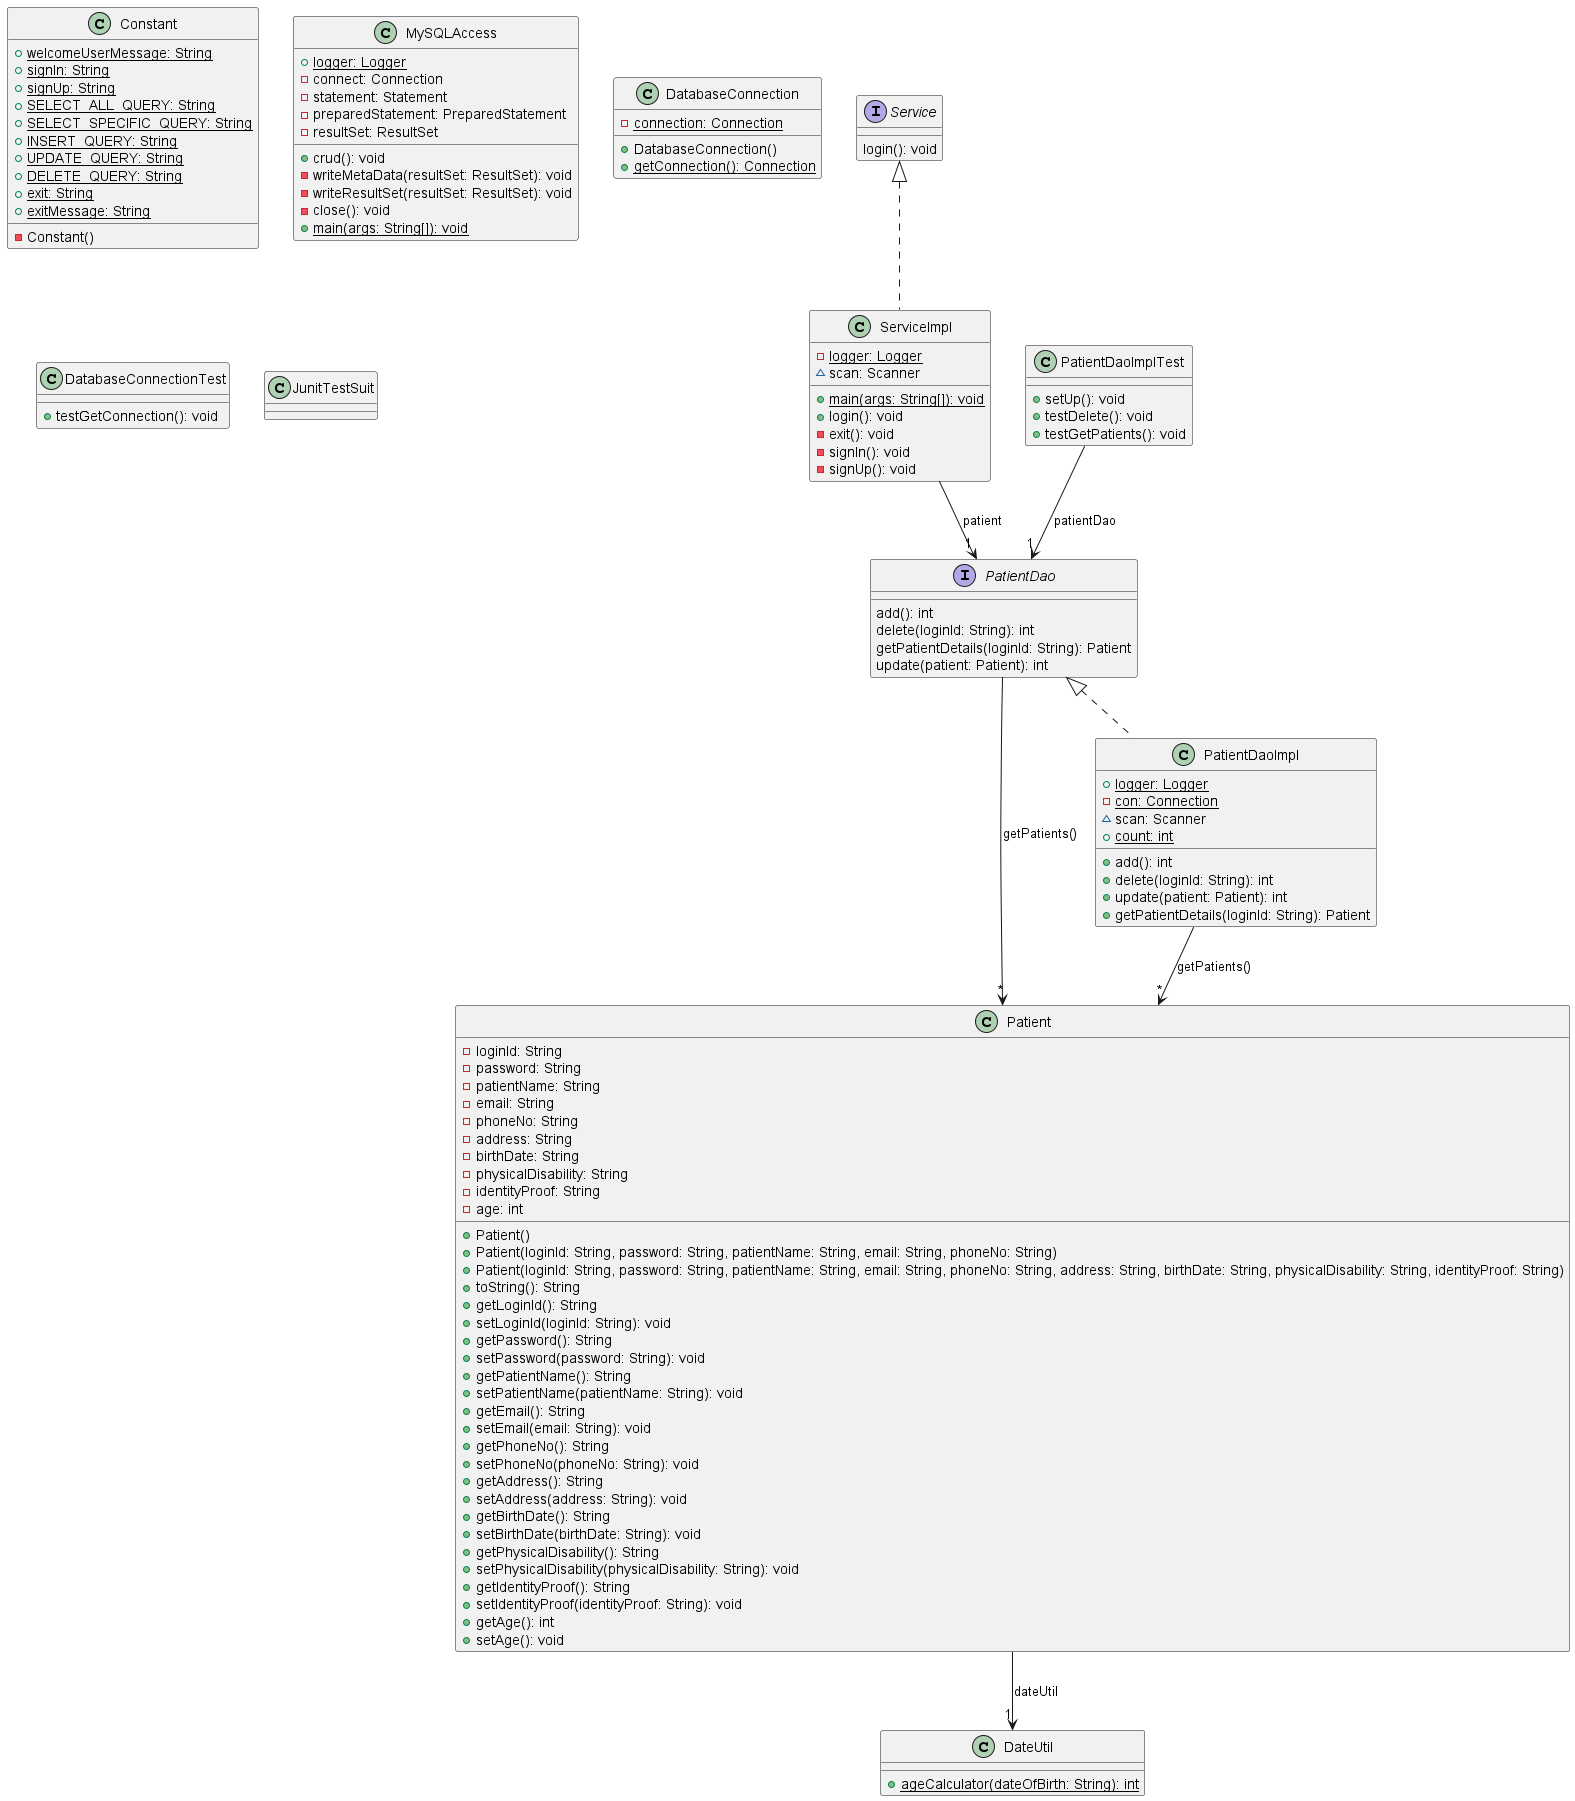 C Constant
welcomeUserMessage: String
signIn: String
signUp: String
SELECT_ALL_QUERY: String
SELECT_SPECIFIC_QUERY: String
INSERT_QUERY: String
UPDATE_QUERY: String
DELETE_QUERY: String
exit: String
exitMessage: String
Constant()
C MySQLAccess
logger: Logger
connect: Connection
statement: Statement
preparedStatement: PreparedStatement
resultSet: ResultSet
crud(): void
writeMetaData(resultSet: ResultSet): void
writeResultSet(resultSet: ResultSet): void
close(): void
main(args: String[]): void
C DatabaseConnection
connection: Connection
DatabaseConnection()
getConnection(): Connection
I Service
login(): void
C DatabaseConnectionTest
testGetConnection(): void
C JunitTestSuit
C ServiceImpl
logger: Logger
scan: Scanner
main(args: String[]): void
login(): void
exit(): void
signIn(): void
signUp(): void
C PatientDaoImplTest
setUp(): void
testDelete(): void
testGetPatients(): void
patient
1
patientDao
1
I PatientDao
add(): int
delete(loginId: String): int
getPatientDetails(loginId: String): Patient
update(patient: Patient): int
getPatients()
*
C PatientDaoImpl
logger: Logger
con: Connection
scan: Scanner
count: int
add(): int
delete(loginId: String): int
update(patient: Patient): int
getPatientDetails(loginId: String): Patient
getPatients()
*
C Patient
loginId: String
password: String
patientName: String
email: String
phoneNo: String
address: String
birthDate: String
physicalDisability: String
identityProof: String
age: int
Patient()
Patient(loginId: String, password: String, patientName: String, email: String, phoneNo: String)
Patient(loginId: String, password: String, patientName: String, email: String, phoneNo: String, address: String, birthDate: String, physicalDisability: String, identityProof: String)
toString(): String
getLoginId(): String
setLoginId(loginId: String): void
getPassword(): String
setPassword(password: String): void
getPatientName(): String
setPatientName(patientName: String): void
getEmail(): String
setEmail(email: String): void
getPhoneNo(): String
setPhoneNo(phoneNo: String): void
getAddress(): String
setAddress(address: String): void
getBirthDate(): String
setBirthDate(birthDate: String): void
getPhysicalDisability(): String
setPhysicalDisability(physicalDisability: String): void
getIdentityProof(): String
setIdentityProof(identityProof: String): void
getAge(): int
setAge(): void
dateUtil
1
C DateUtil
ageCalculator(dateOfBirth: String): int